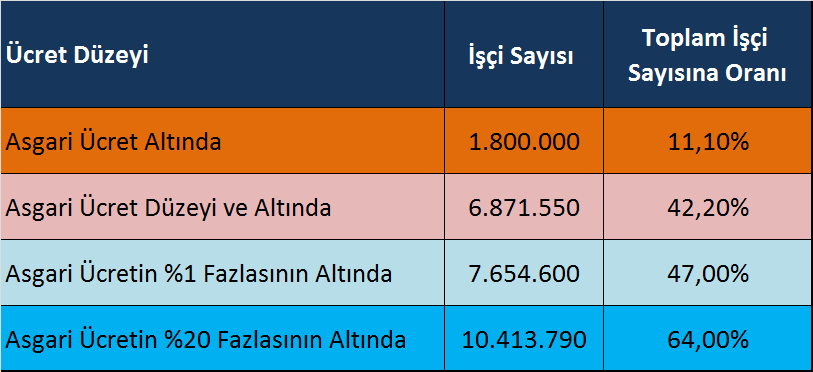 Ücret Düzeyi
İşçi Sayısı
Toplam İşçi
Sayısına Oranı
Asgari Ücret Altında
1.800.000
11,10%
Asgari Ücret Düzeyi ve Altında
6.871.550
42,20%
Asgari Ücretin %1 Fazlasının Altında
7.654.600
47,00%
Asgari Ücretin %20 Fazlasının Altında
10.413.790
64,00%